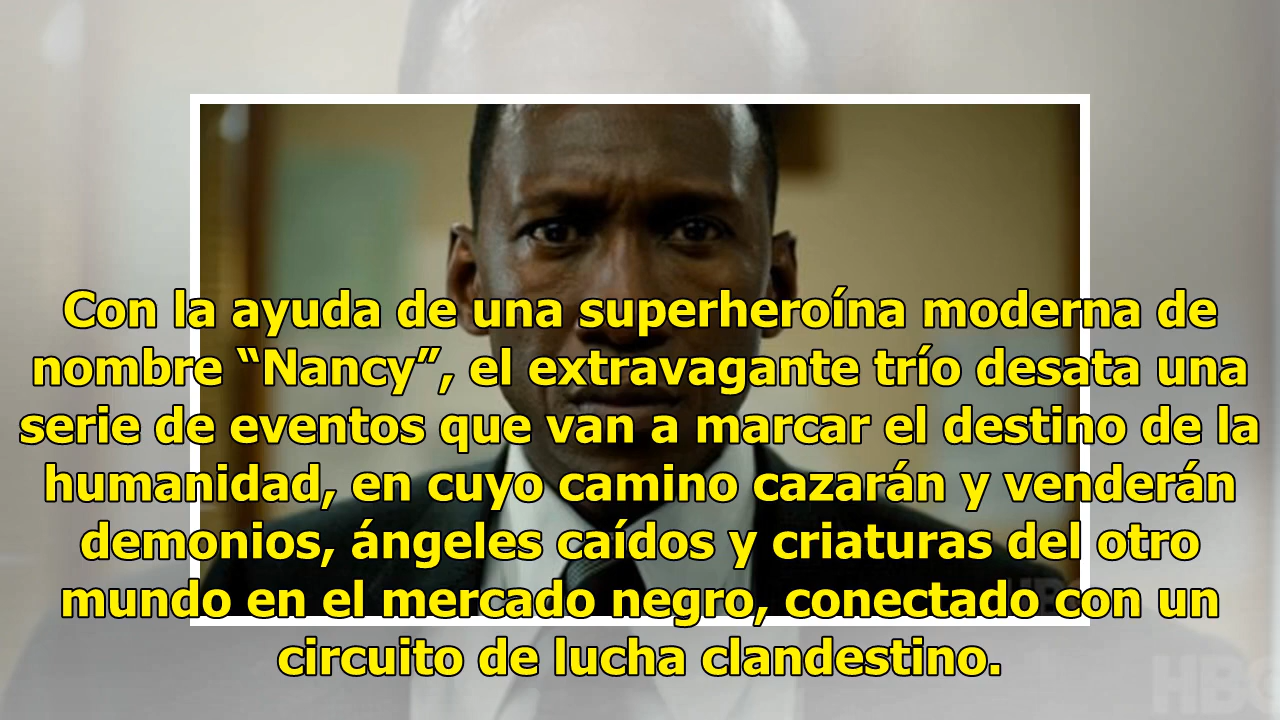 Con la ayuda de una superheroína moderna de
nombre “Nancy”, el extravagante trío desata una
serie de eventos que van a marcar el destino de la
humanidad, en cuyo camino cazarán y venderán
demonios, ángeles caídos y criaturas del otro
mundo en el mercado negro, conectado con un
circuito de lucha clandestino.
HBO